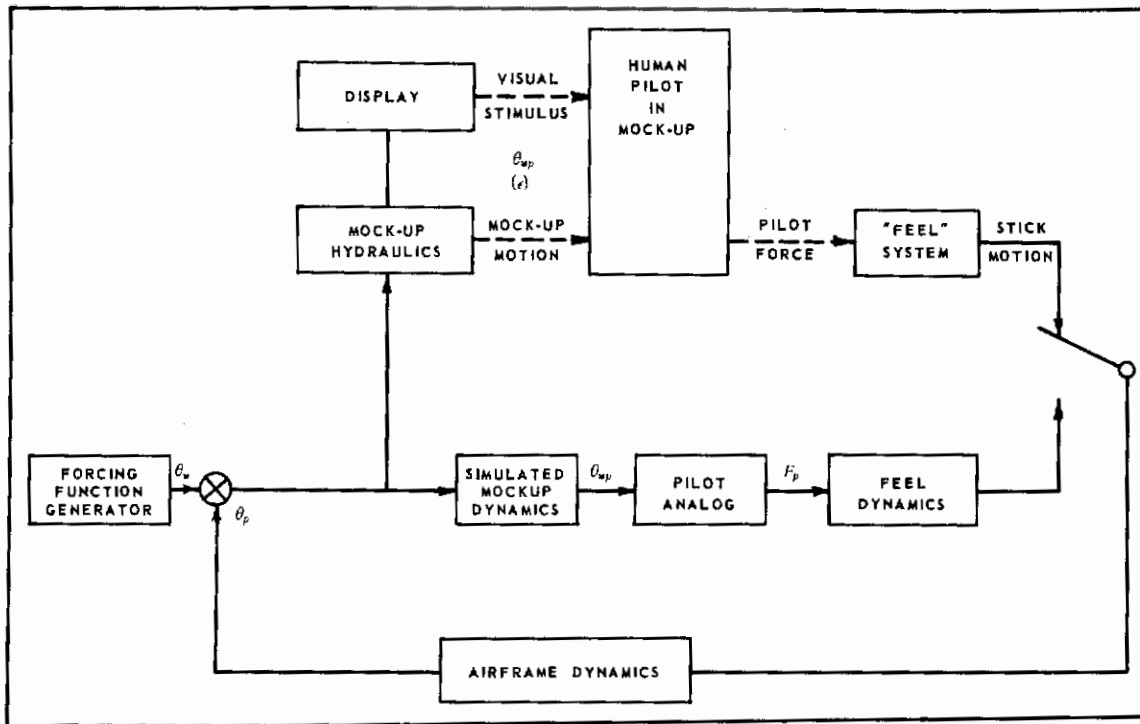 DISPLAY
VISUAL
STIMULUS
HUMAN
PILOT
IN
MOCK-UP
θwp
(ϵ)
MOCK-UP
HYDRAULICS
MOCK-UP
MOTION
PILOT
FORCE
"FEEL"
SYSTEM
STICK
MOTION
FORCING
FUNCTION
GENERATOR
θw
θp
SIMULATED
MOCKUP
DYNAMICS
θwp
PILOT
ANALOG
Fp
FEEL
DYNAMICS
AIRFRAME DYNAMICS